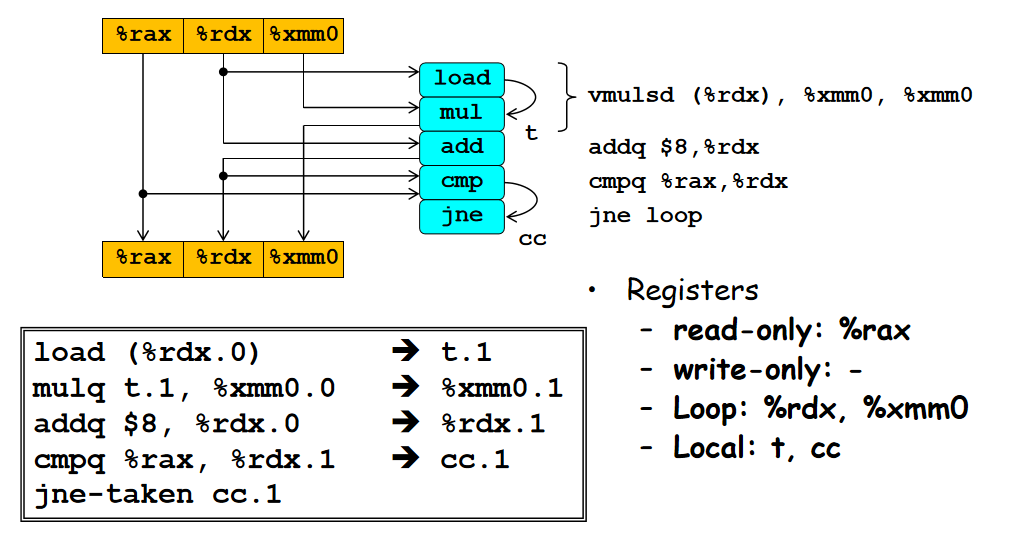 %rax %rdx %xmm0
load
mul
t
add
cmp
jne
cc
vmulsd (%rdx), %xmm0, %xmm0
addq $8,%rdx
cmpq %rax,%rdx
jne loop
%rax %rdx %xmm0
• Registers
– read-only: %rax
– write-only: -
– Loop: %rdx, %xmm0
– Local: t, cc
load (%rdx.0) ➔ t.1
mulq t.1, %xmm0.0 ➔ %xmm0.1
addq $8, %rdx.0 ➔ %rdx.1
cmpq %rax, %rdx.1 ➔ cc.1
jne-taken cc.1